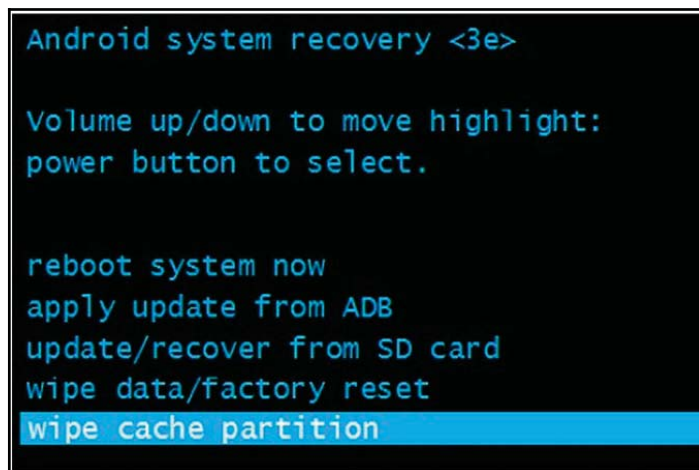 Android system recovery <3e>
Volume up/down to move highlight:
power button to select.
reboot system now
apply update from ADB
update/recover from SD card
wipe data/factory reset
wipe cache partition